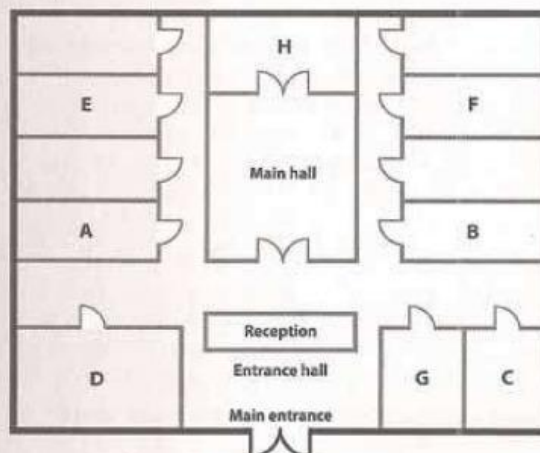 H
E
F
Main hall
A
B
Reception
D
Entrance hall
G
C
Main entrance